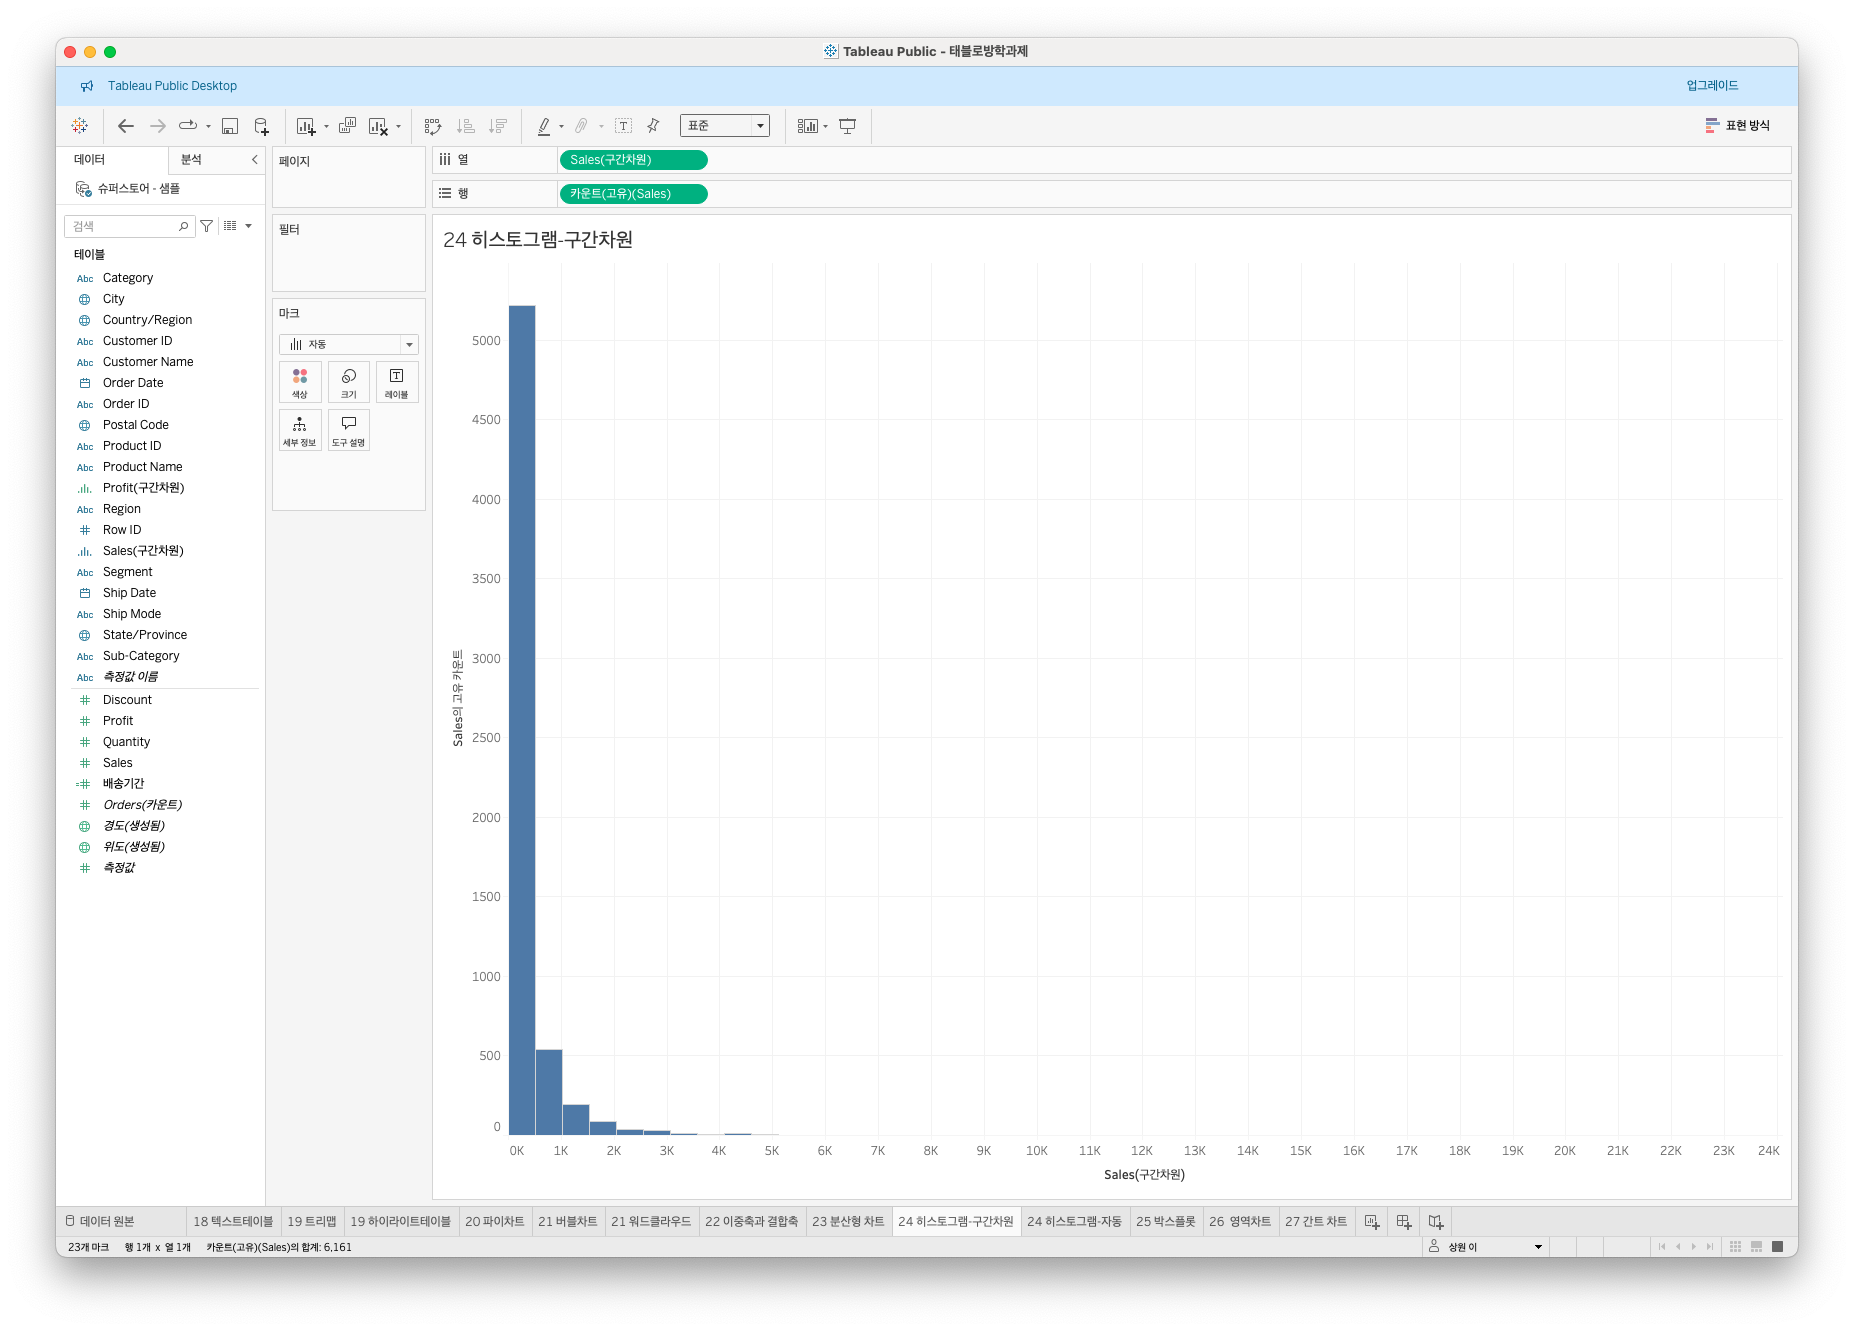 Tableau Public - 태블로방학과제
Tableau Public Desktop
업그레이드
표준
표현 방식
데이터
분석
슈퍼스토어 - 샘플
검색
테이블
Abc Category
City
Country/Region
Abc Customer ID
Abc Customer Name
Order Date
Abc Order ID
Postal Code
Abc Product ID
Abc Product Name
Profit(구간차원)
Abc Region
# Row ID
Sales(구간차원)
Abc Segment
Ship Date
Abc Ship Mode
State/Province
Abc Sub-Category
Abc 측정값 이름
# Discount
# Profit
# Quantity
# Sales
=# 배송기간
# Orders(카운트)
경도(생성됨)
위도(생성됨)
# 측정값
페이지
필터
마크
자동
색상
크기
레이블
세부 정보
도구 설명
열
Sales(구간차원)
행
카운트(고유)(Sales)
24 히스토그램-구간차원
Sales의 고유 카운트
5000
4500
4000
3500
3000
2500
2000
1500
1000
500
0
0K 1K 2K 3K 4K 5K 6K 7K 8K 9K 10K 11K 12K 13K 14K 15K 16K 17K 18K 19K 20K 21K 22K 23K 24K
Sales(구간차원)
데이터 원본
18 텍스트테이블
19 트리맵
19 하이라이트테이블
20 파이차트
21 버블차트
21 워드클라우드
22 이중축과 결합축
23 분산형 차트
24 히스토그램-구간차원
24 히스토그램-자동
25 박스플롯
26 영역차트
27 간트 차트
23개 마크
행 1개 x 열 1개
카운트(고유)(Sales)의 합계: 6,161
상원 이